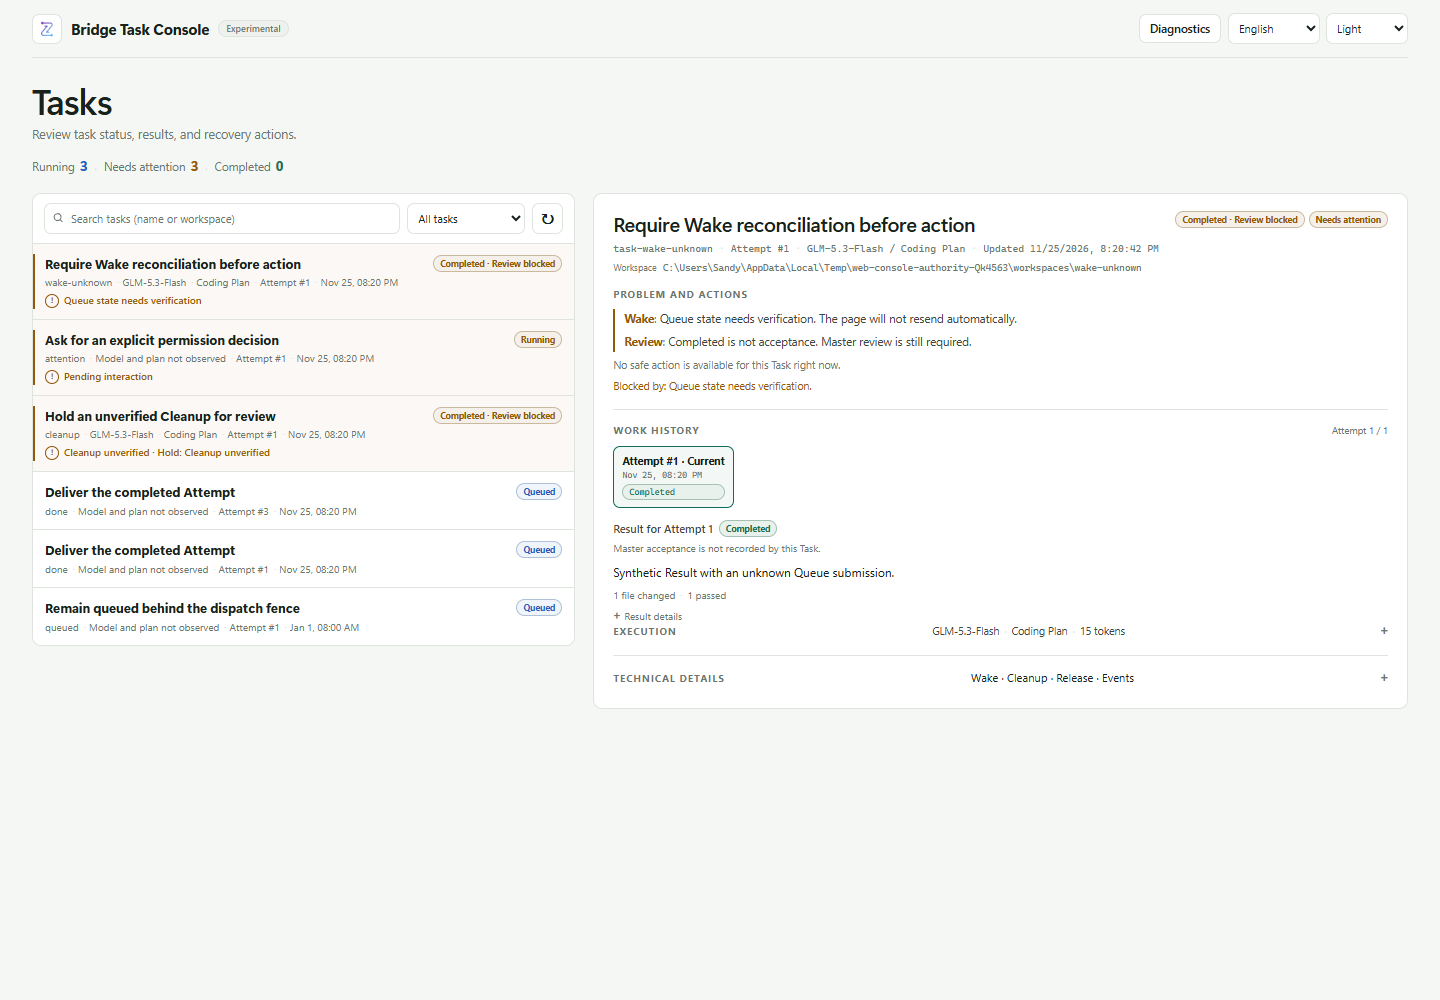 Bridge Task Console Experimental Diagnostics English Light
Tasks
Review task status, results, and recovery actions.
Running 3 · Needs attention 3 · Completed 0
Search tasks (name or workspace) All tasks
Require Wake reconciliation before action Completed · Review blocked
wake-unknown · GLM-5.3-Flash · Coding Plan · Attempt #1 · Nov 25, 08:20 PM
! Queue state needs verification
Ask for an explicit permission decision Running
attention · Model and plan not observed · Attempt #1 · Nov 25, 08:20 PM
! Pending interaction
Hold an unverified Cleanup for review Completed · Review blocked
cleanup · GLM-5.3-Flash · Coding Plan · Attempt #1 · Nov 25, 08:20 PM
! Cleanup unverified · Hold: Cleanup unverified
Deliver the completed Attempt Queued
done · Model and plan not observed · Attempt #3 · Nov 25, 08:20 PM
Deliver the completed Attempt Queued
done · Model and plan not observed · Attempt #1 · Nov 25, 08:20 PM
Remain queued behind the dispatch fence Queued
queued · Model and plan not observed · Attempt #1 · Jan 1, 08:00 AM
Require Wake reconciliation before action Completed · Review blocked Needs attention
task-wake-unknown · Attempt #1 · GLM-5.3-Flash / Coding Plan · Updated 11/25/2026, 8:20:42 PM
Workspace C:\Users\Sandy\AppData\Local\Temp\web-console-authority-Qk4563\workspaces\wake-unknown
PROBLEM AND ACTIONS
Wake: Queue state needs verification. The page will not resend automatically.
Review: Completed is not acceptance. Master review is still required.
No safe action is available for this Task right now.
Blocked by: Queue state needs verification.
WORK HISTORY Attempt 1 / 1
Attempt #1 · Current
Nov 25, 08:20 PM
Completed
Result for Attempt 1 Completed
Master acceptance is not recorded by this Task.
Synthetic Result with an unknown Queue submission.
1 file changed · 1 passed
+ Result details
EXECUTION GLM-5.3-Flash · Coding Plan · 15 tokens +
TECHNICAL DETAILS Wake · Cleanup · Release · Events +